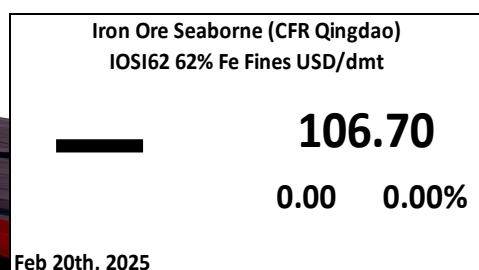 Iron Ore Seaborne (CFR Qingdao)
IOSI62 62% Fe Fines USD/dmt
106.70
0.00 0.00%
Feb 20th, 2025